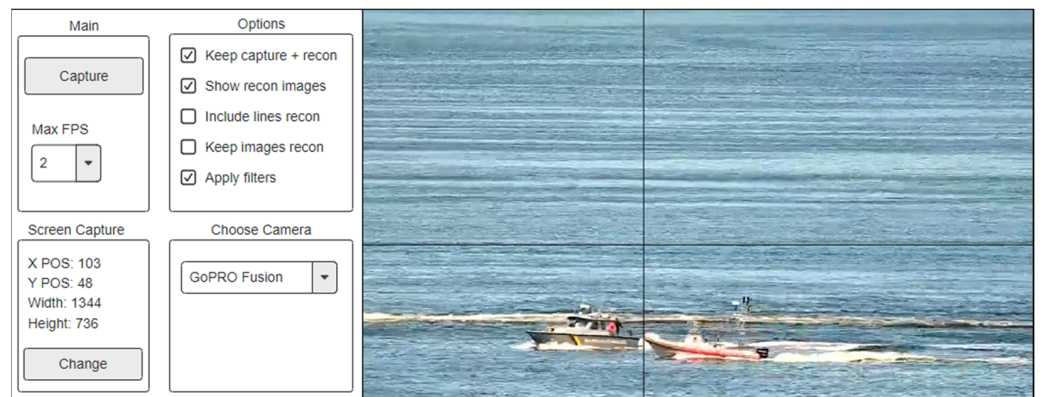 Main
Capture
Max FPS
2
Options
Keep capture + recon
Show recon images
Include lines recon
Keep images recon
Apply filters
Screen Capture
X POS: 103
Y POS: 48
Width: 1344
Height: 736
Change
Choose Camera
GoPRO Fusion